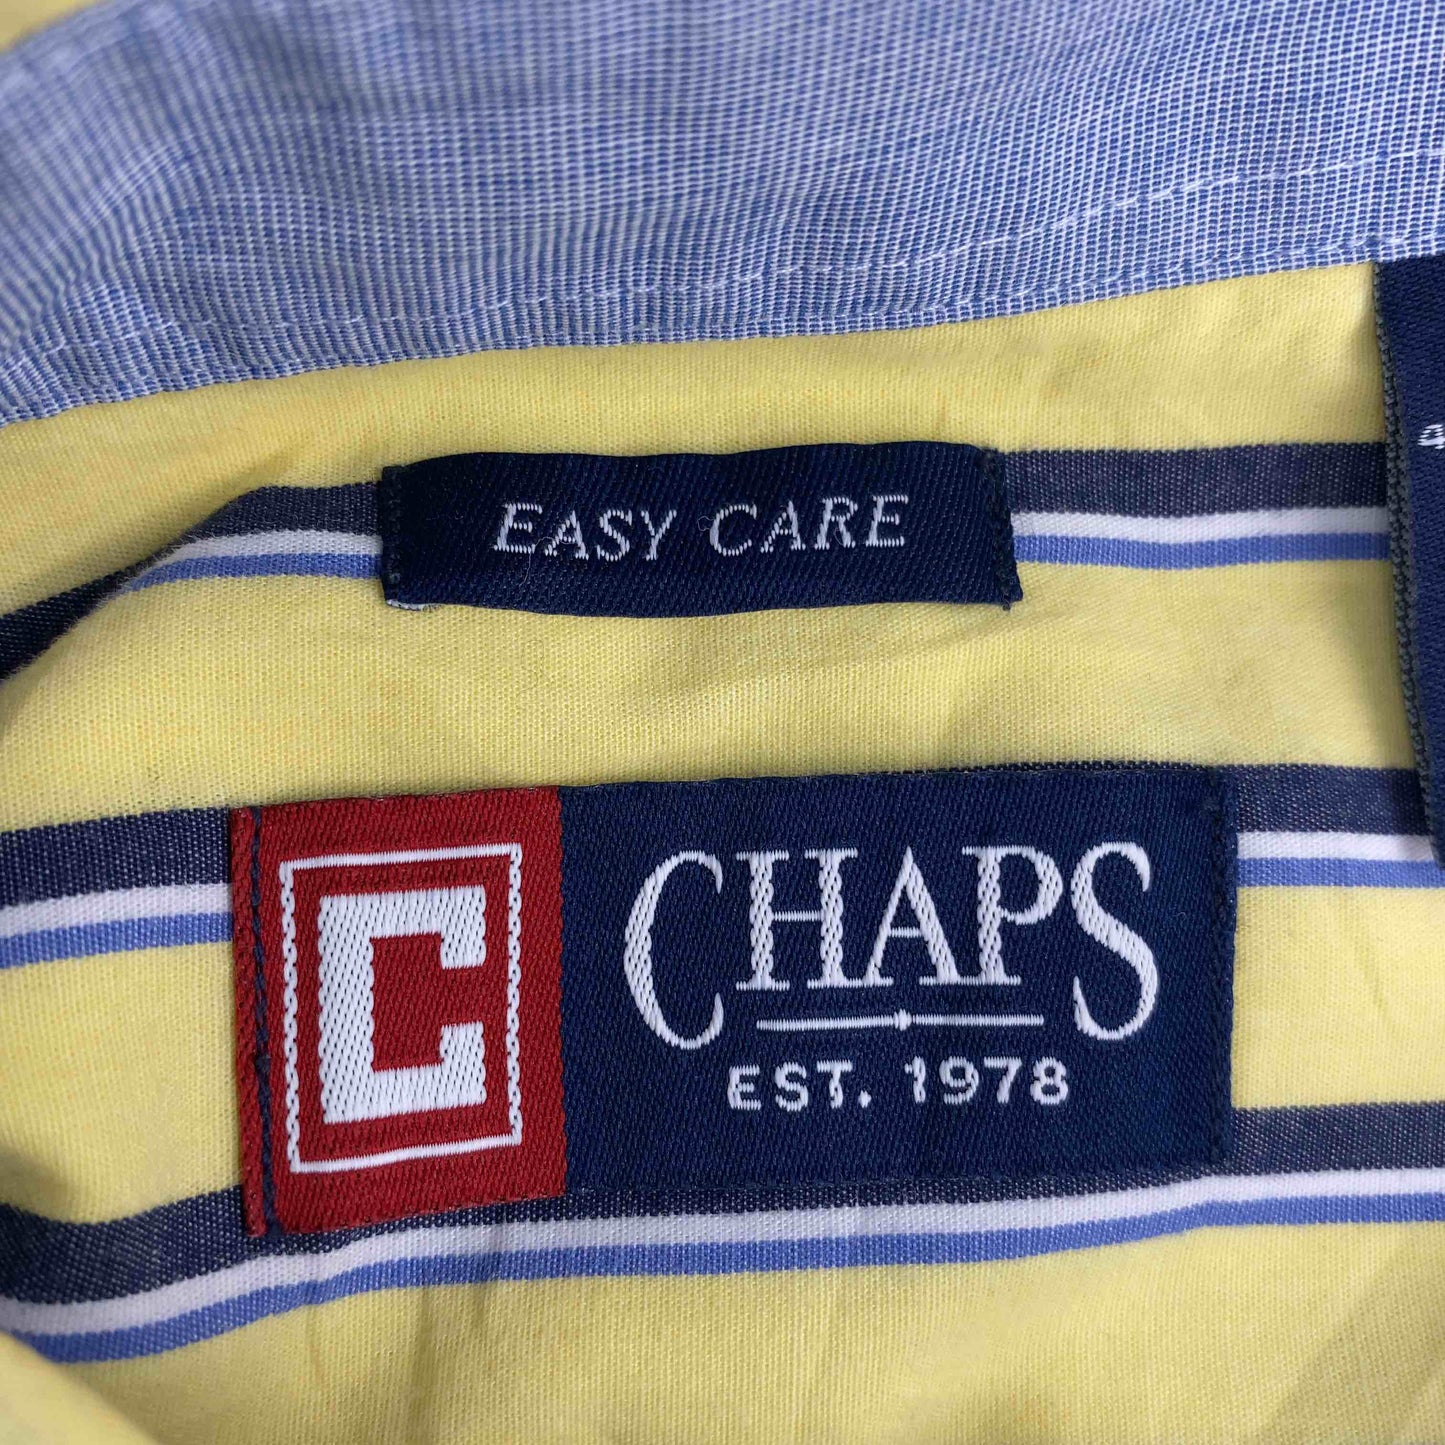 EASY CARE
C
CHAPS
EST. 1978